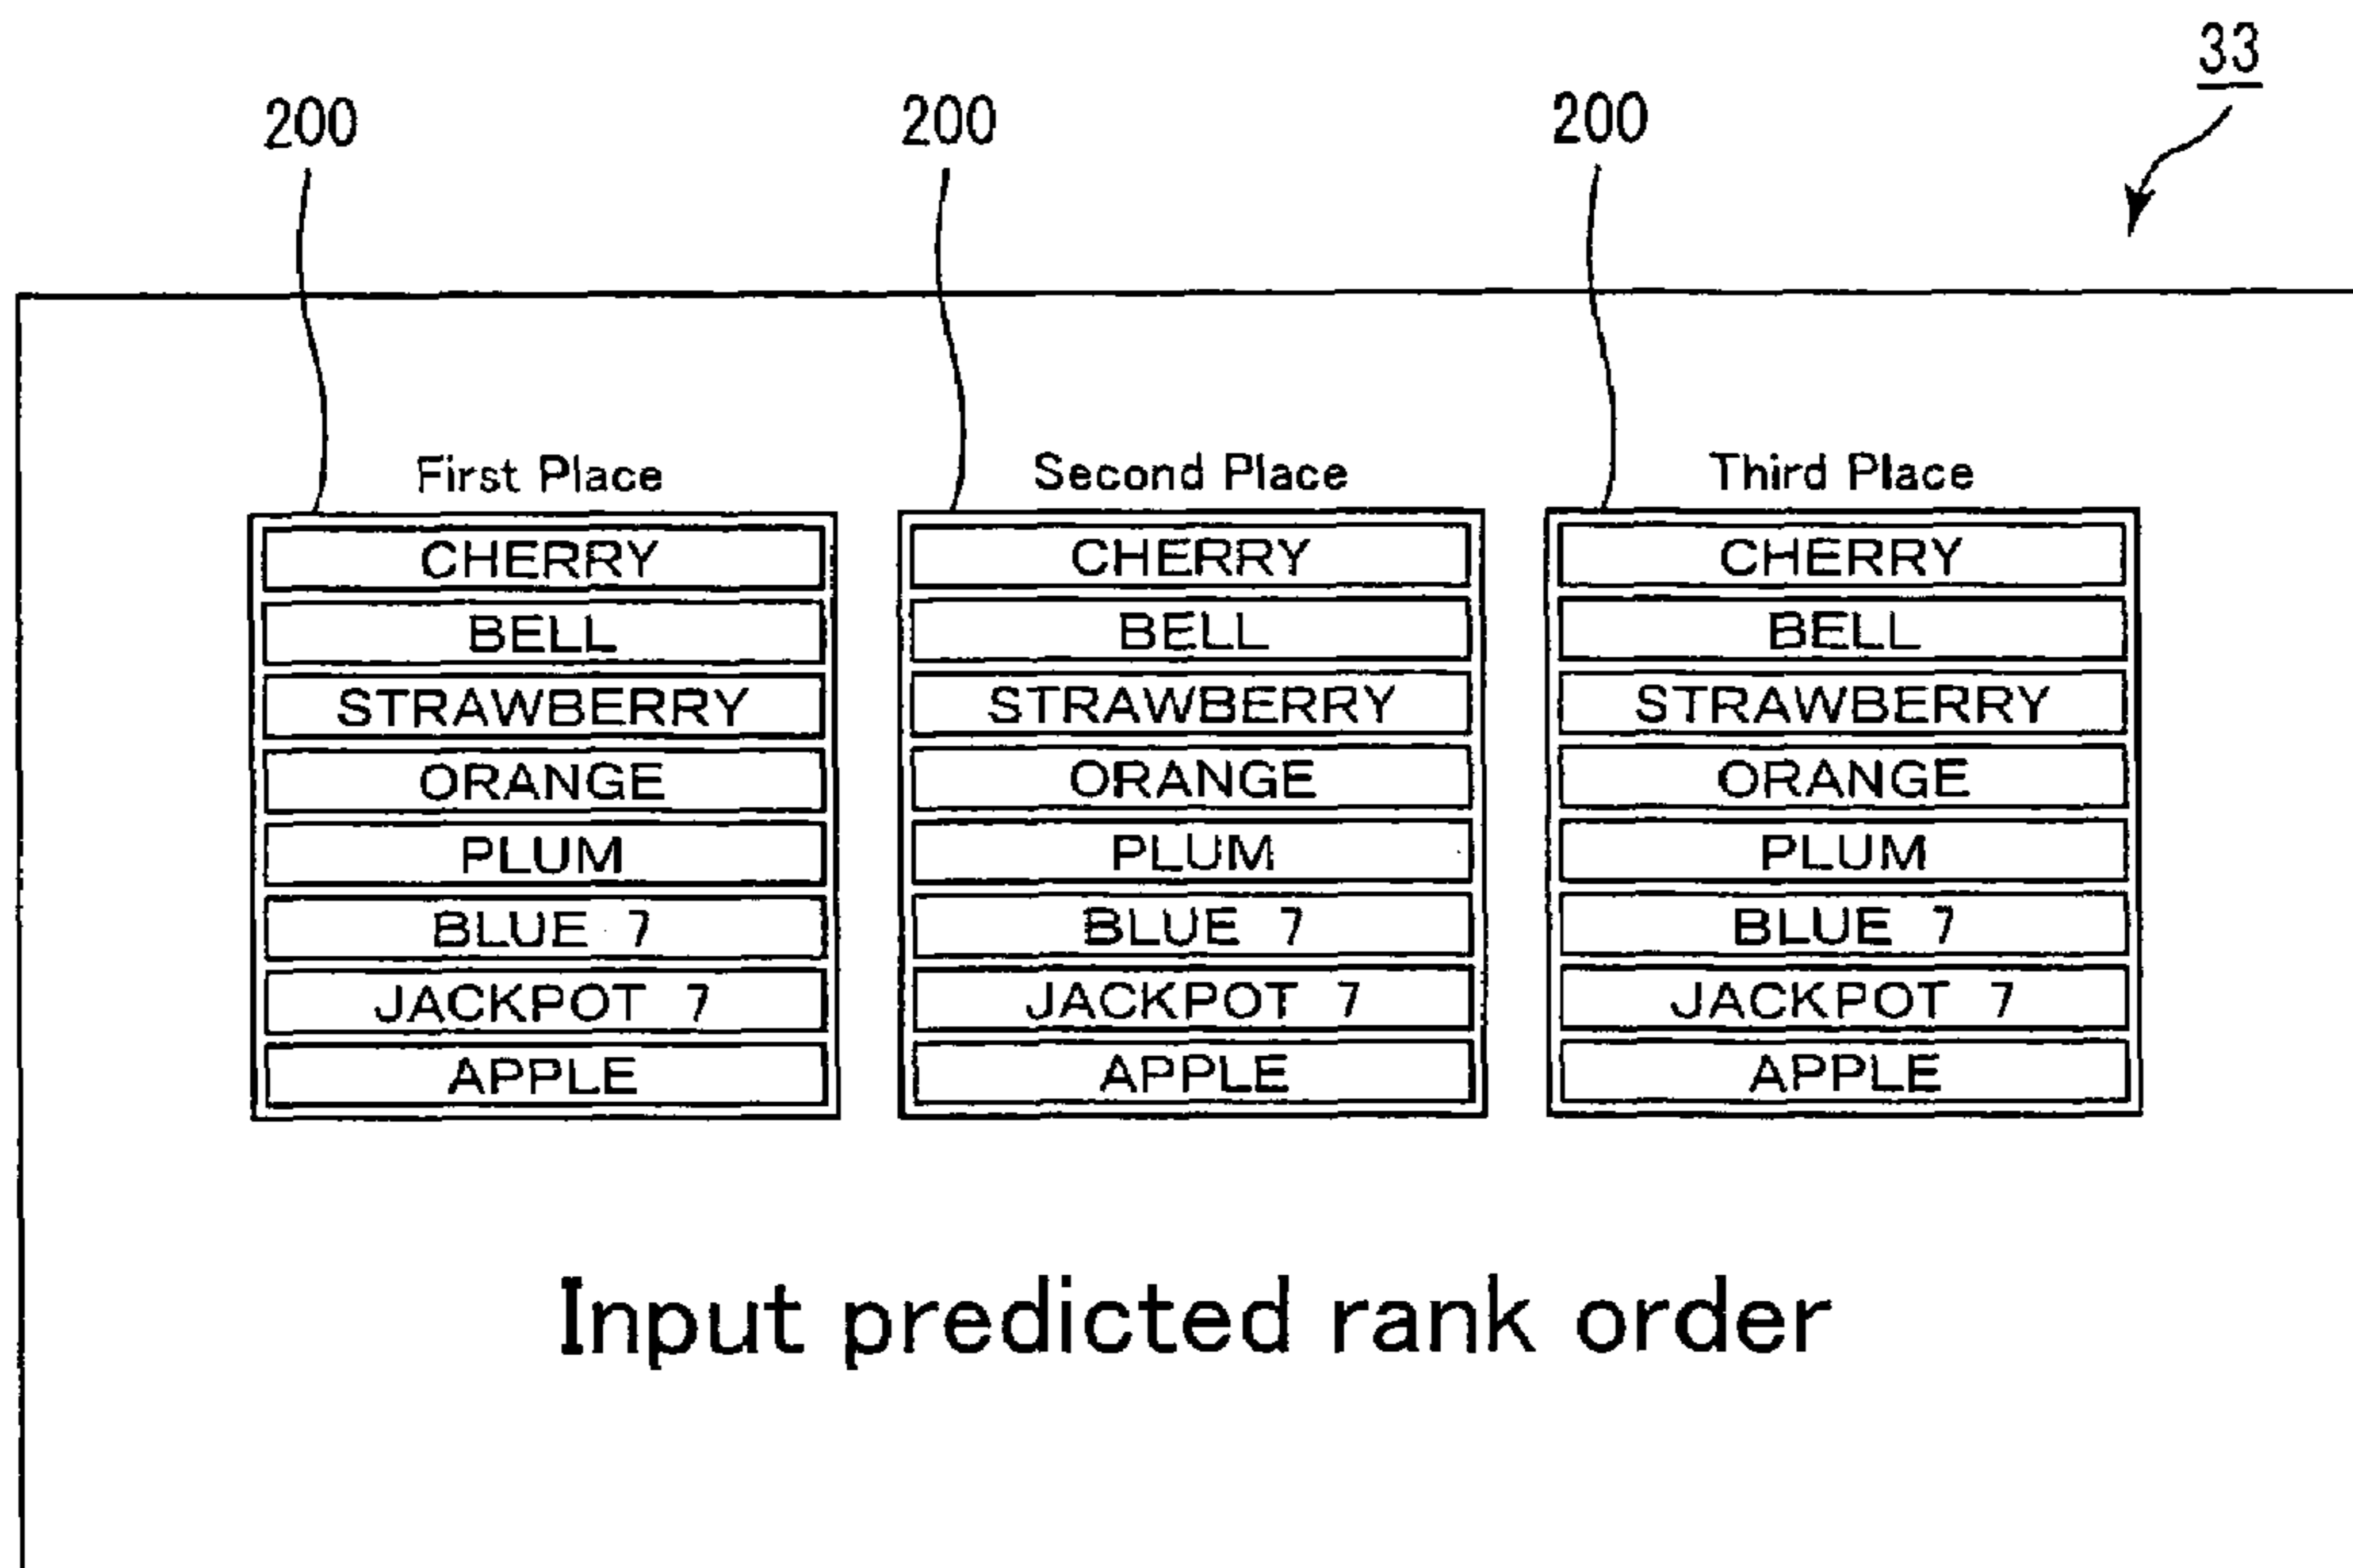 33
200 200 200
First Place Second Place Third Place
CHERRY CHERRY CHERRY
BELL BELL BELL
STRAWBERRY STRAWBERRY STRAWBERRY
ORANGE ORANGE ORANGE
PLUM PLUM PLUM
BLUE 7 BLUE 7 BLUE 7
JACKPOT 7 JACKPOT 7 JACKPOT 7
APPLE APPLE APPLE
Input predicted rank order